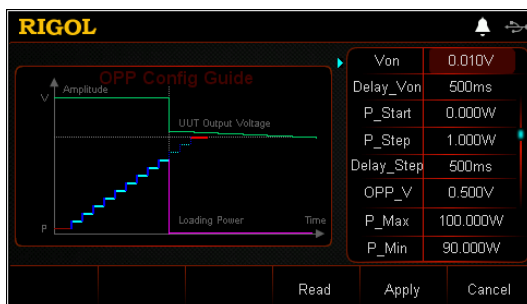 RIGOL
OPP Config Guide
Amplitude
V
UUT Output Voltage
Loading Power
Time
P
Von 0.010V
Delay_Von 500ms
P_Start 0.000W
P_Step 1.000W
Delay_Step 500ms
OPP_V 0.500V
P_Max 100.000W
P_Min 90.000W
Read Apply Cancel